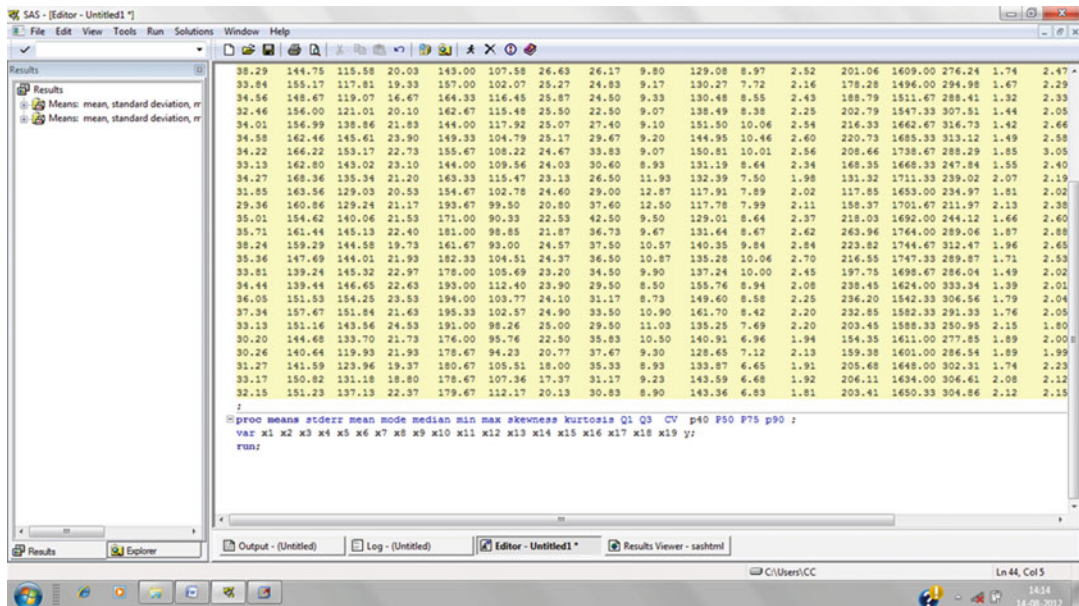 SAS - [Editor - Untitled1 *]
File Edit View Tools Run Solutions Window Help
Results
Results
Means: mean, standard deviation, m
Means: mean, standard deviation, m
38.29 144.75 115.58 20.03 143.00 107.58 26.63 26.17 9.80 129.08 8.97 2.52 201.06 1609.00 276.24 1.74 2.47
33.84 155.17 117.81 19.33 157.00 102.07 25.27 24.83 9.17 130.27 7.72 2.16 178.28 1496.00 294.98 1.67 2.29
34.56 148.67 119.07 16.67 164.33 116.45 25.87 24.50 9.33 130.48 8.55 2.43 188.79 1511.67 288.41 1.32 2.33
32.46 156.00 121.01 20.10 162.67 115.48 25.50 22.50 9.07 138.49 8.38 2.25 202.79 1547.33 307.51 1.44 2.05
34.01 156.99 138.86 21.83 144.00 117.92 25.07 27.40 9.10 151.50 10.06 2.54 216.33 1662.67 316.73 1.42 2.66
34.58 162.46 145.61 23.90 149.33 104.79 25.17 29.67 9.20 144.95 10.46 2.60 220.73 1685.33 313.12 1.49 2.58
34.22 166.22 153.17 22.73 155.67 108.22 24.67 33.83 9.07 150.81 10.01 2.56 208.66 1738.67 288.29 1.85 3.05
33.13 162.80 143.02 23.10 144.00 109.56 24.03 30.60 8.93 131.19 8.64 2.34 168.35 1668.33 247.84 1.55 2.40
34.27 168.36 135.34 21.20 163.33 115.47 23.13 26.50 11.93 132.39 7.50 1.98 131.32 1711.33 239.02 2.07 2.19
31.85 163.56 129.03 20.53 154.67 102.78 24.60 29.00 12.87 117.91 7.89 2.02 117.85 1653.00 234.97 1.81 2.02
29.36 160.86 129.24 21.17 193.67 99.50 20.80 37.60 12.50 117.78 7.99 2.11 158.37 1701.67 211.97 2.13 2.38
35.01 154.62 140.06 21.53 171.00 90.33 22.53 42.50 9.50 129.01 8.64 2.37 218.03 1692.00 244.12 1.66 2.60
35.71 161.44 145.13 22.40 181.00 98.85 21.87 36.73 9.67 131.64 8.67 2.62 263.96 1764.00 289.06 1.87 2.88
38.24 159.29 144.58 19.73 161.67 93.00 24.57 37.50 10.57 140.35 9.84 2.84 223.82 1744.67 312.47 1.96 2.65
35.36 147.69 144.01 21.93 182.33 104.51 24.37 36.50 10.87 135.28 10.06 2.70 216.55 1747.33 289.87 1.71 2.53
33.81 139.24 145.32 22.97 178.00 105.69 23.20 34.50 9.90 137.24 10.00 2.45 197.75 1698.67 286.04 1.49 2.02
34.44 139.44 146.65 22.63 193.00 112.40 23.90 29.50 8.50 155.76 8.94 2.08 238.45 1624.00 333.34 1.39 2.01
36.05 151.53 154.25 23.53 194.00 103.77 24.10 31.17 8.73 149.60 8.58 2.25 236.20 1542.33 306.56 1.79 2.04
37.34 157.67 151.84 21.63 195.33 102.57 24.90 33.50 10.90 161.70 8.42 2.20 232.85 1582.33 291.33 1.76 2.05
33.13 151.16 143.56 24.53 191.00 98.26 25.00 29.50 11.03 135.25 7.69 2.20 203.45 1588.33 250.95 2.15 1.80
30.20 144.68 133.70 21.73 176.00 95.76 22.50 35.83 10.50 140.91 6.96 1.94 154.35 1611.00 277.85 1.89 2.00
30.26 140.64 119.93 21.93 178.67 94.23 20.77 37.67 9.30 128.65 7.12 2.13 159.38 1601.00 286.54 1.89 1.99
31.27 141.59 123.96 19.37 180.67 105.51 18.00 35.33 8.93 133.87 6.65 1.91 205.68 1648.00 302.31 1.74 2.23
33.17 150.82 131.18 18.80 178.67 107.36 17.37 31.17 9.23 143.59 6.68 1.92 206.11 1634.00 306.61 2.08 2.12
32.15 151.23 137.13 22.37 179.67 112.17 20.13 30.83 8.90 143.36 6.83 1.81 203.41 1650.33 304.86 2.12 2.15
;
proc means stderr mean mode median min max skewness kurtosis Q1 Q3 CV p40 P50 P75 p90 ;
var x1 x2 x3 x4 x5 x6 x7 x8 x9 x10 x11 x12 x13 x14 x15 x16 x17 x18 x19 y;
run;
Results Explorer
Output - (Untitled) Log - (Untitled) Editor - Untitled1 * Results Viewer - sashtml
C:\Users\CC Ln 44, Col 5
14:14
14-08-2012